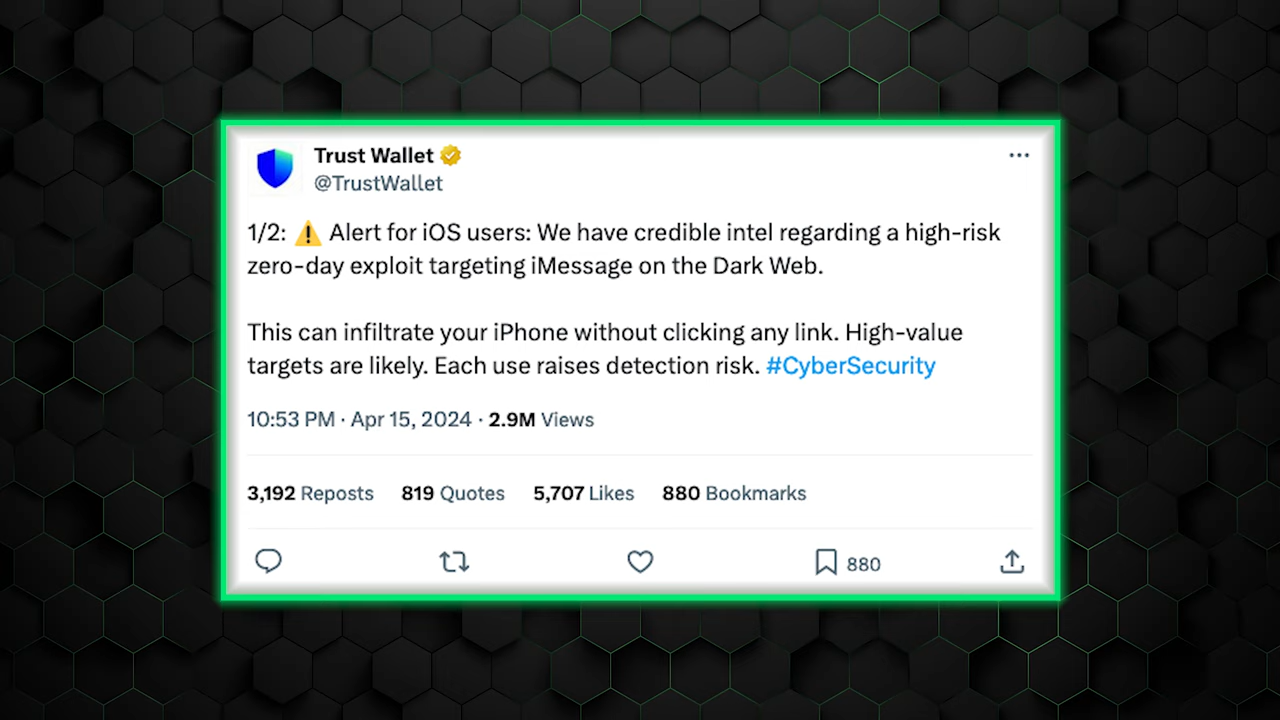 Trust Wallet
@TrustWallet
1/2: ⚠️ Alert for iOS users: We have credible intel regarding a high-risk
zero-day exploit targeting iMessage on the Dark Web.
This can infiltrate your iPhone without clicking any link. High-value
targets are likely. Each use raises detection risk. #CyberSecurity
10:53 PM · Apr 15, 2024 · 2.9M Views
3,192 Reposts 819 Quotes 5,707 Likes 880 Bookmarks
880